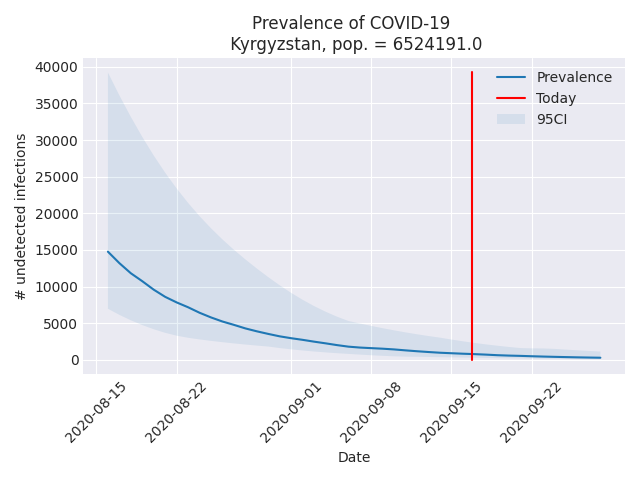 Prevalence of COVID-19
Kyrgyzstan, pop. = 6524191.0
40000
35000
30000
25000
20000
15000
10000
5000
0
# undetected infections
Prevalence
Today
95CI
2020-08-15
2020-08-22
2020-09-01
2020-09-08
2020-09-15
2020-09-22
Date